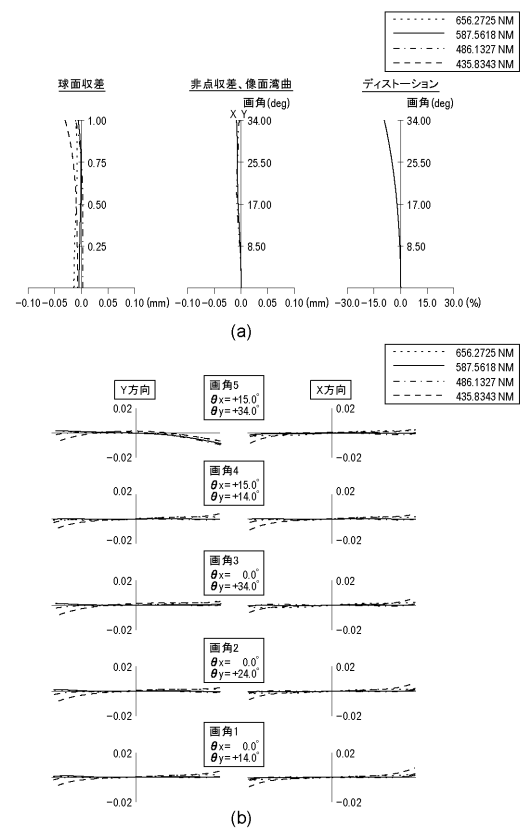 656.2725 NM
587.5618 NM
486.1327 NM
435.8343 NM
球面収差
非点収差、像面湾曲
ディストーション
画角(deg)
画角(deg)
X Y
1.00
34.00
34.00
0.75
25.50
25.50
0.50
17.00
17.00
0.25
8.50
8.50
-0.10 -0.05 0.0 0.05 0.10 (mm)
-0.10 -0.05 0.0 0.05 0.10 (mm)
-30.0 -15.0 0.0 15.0 30.0 (%)
(a)
656.2725 NM
587.5618 NM
486.1327 NM
435.8343 NM
Y方向
画角5
θx=+15.0°
θy=+34.0°
X方向
0.02
0.02
-0.02
-0.02
画角4
θx=+15.0°
θy=+14.0°
0.02
0.02
-0.02
-0.02
画角3
θx= 0.0°
θy=+34.0°
0.02
0.02
-0.02
-0.02
画角2
θx= 0.0°
θy=+24.0°
0.02
0.02
-0.02
-0.02
画角1
θx= 0.0°
θy=+14.0°
0.02
0.02
-0.02
-0.02
(b)